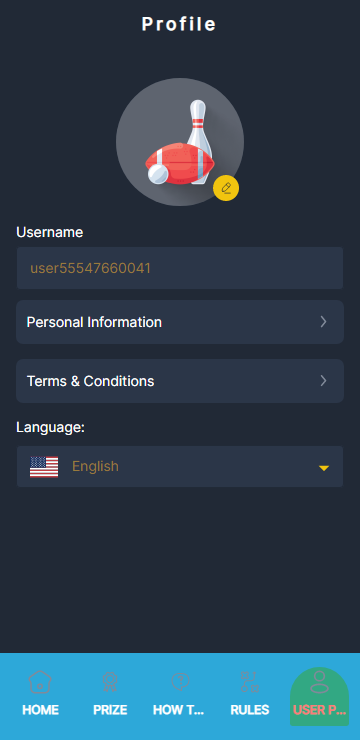 Profile
Username
user55547660041
Personal Information
Terms & Conditions
Language:
English
HOME PRIZE HOW T... RULES USER P...